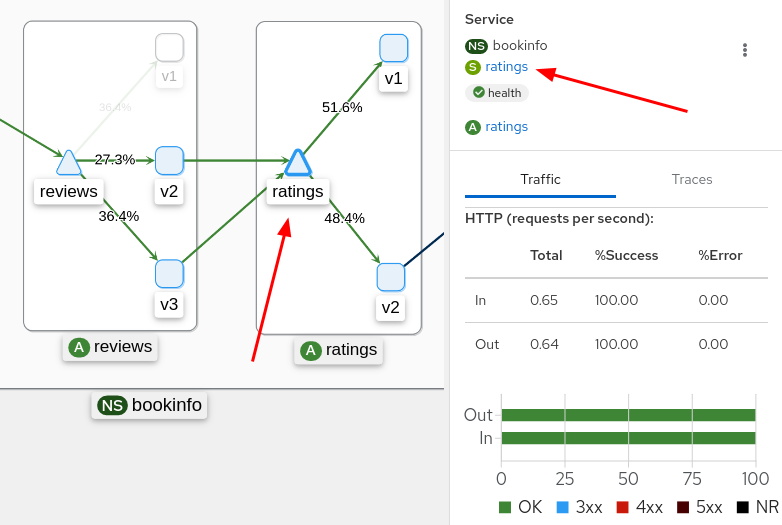 v1
36.4%
27.3%
reviews
v2
36.4%
v3
A reviews
v1
51.6%
ratings
48.4%
v2
A ratings
NS bookinfo
Service
NS bookinfo
S ratings
health
A ratings
Traffic Traces
HTTP (requests per second):
Total %Success %Error
In 0.65 100.00 0.00
Out 0.64 100.00 0.00
Out
In
0 25 50 75 100
OK 3xx 4xx 5xx NR